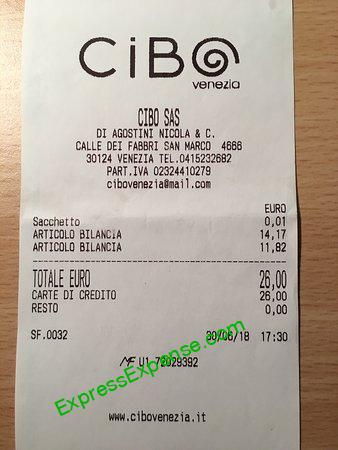 CiBO
venezia
CIBO SAS
DI AGOSTINI NICOLA & C.
CALLE DEI FABBRI SAN MARCO 4666
30124 VENEZIA TEL.0415232682
PART.IVA 02324410279
cibovenezia@mail.com
EURO
Sacchetto 0,01
ARTICOLO BILANCIA 14,17
ARTICOLO BILANCIA 11,82
TOTALE EURO 26,00
CARTE DI CREDITO 26,00
RESTO 0,00
SF.0032 30/06/18 17:30
MF U1 72029392
ExpressExpense.com
www.cibovenezia.it